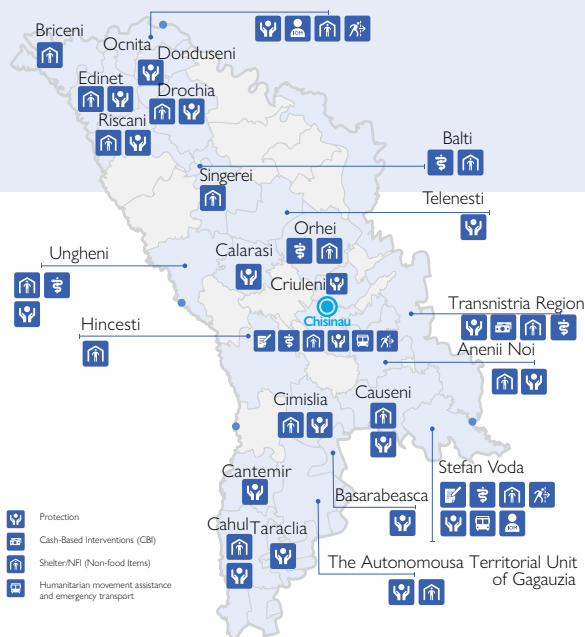 Briceni
Ocnita
Donduseni
IOM
Edinet
Drochia
Riscani
Balti
Singerei
Telenesti
Orhei
Ungheni
Calarasi
Criuleni
Transnistria Region
Chisinau
Hincesti
Anenii Noi
Cimislia
Causeni
Stefan Voda
Cantemir
Basarabeasca
IOM
Cahul
Taraclia
The Autonomousa Territorial Unit
of Gagauzia
Protection
Cash-Based Interventions (CBI)
Shelter/NFI (Non-food Items)
Humanitarian movement assistance
and emergency transport